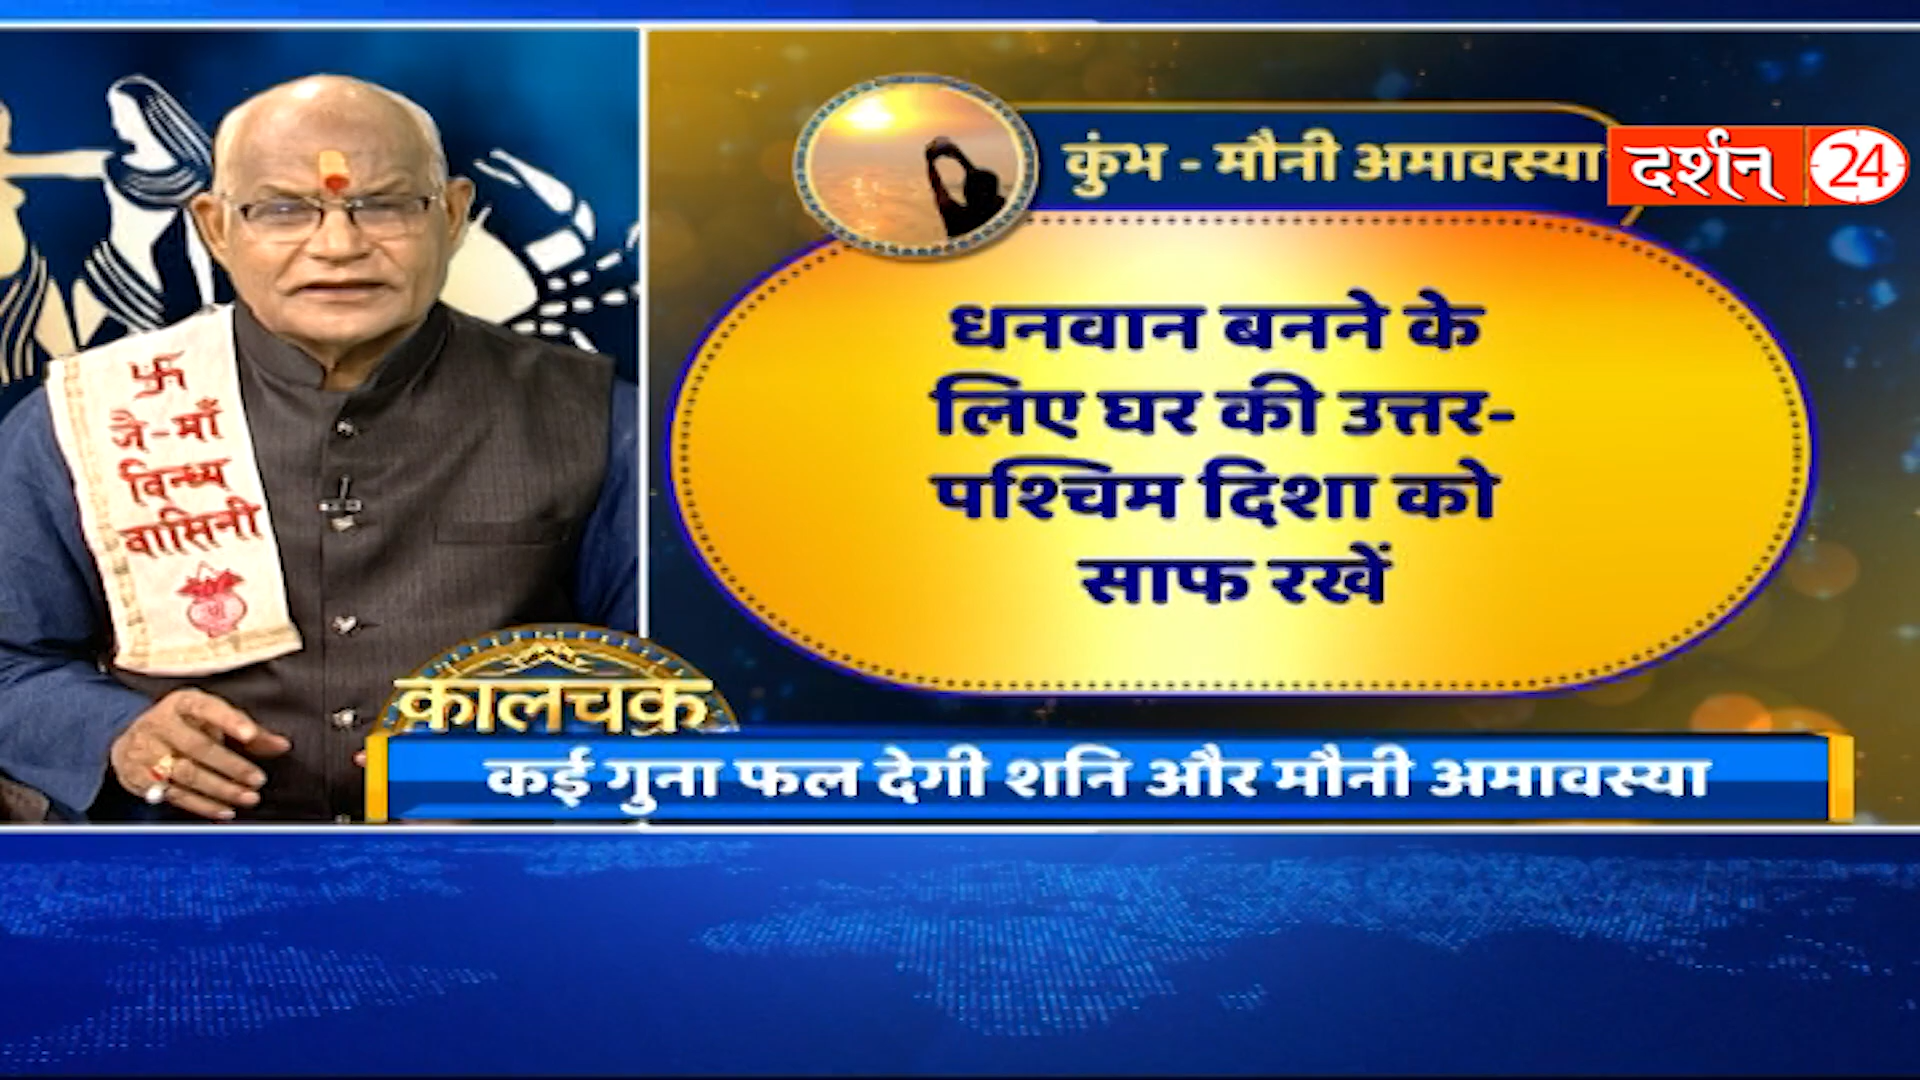 कुंभ - मौनी अमावस्या
दर्शन 24
धनवान बनने के
लिए घर की उत्तर-
पश्चिम दिशा को
साफ रखें
जै-माँ
विन्ध्य
वासिनी
कालचक्र
कई गुना फल देगी शनि और मौनी अमावस्या